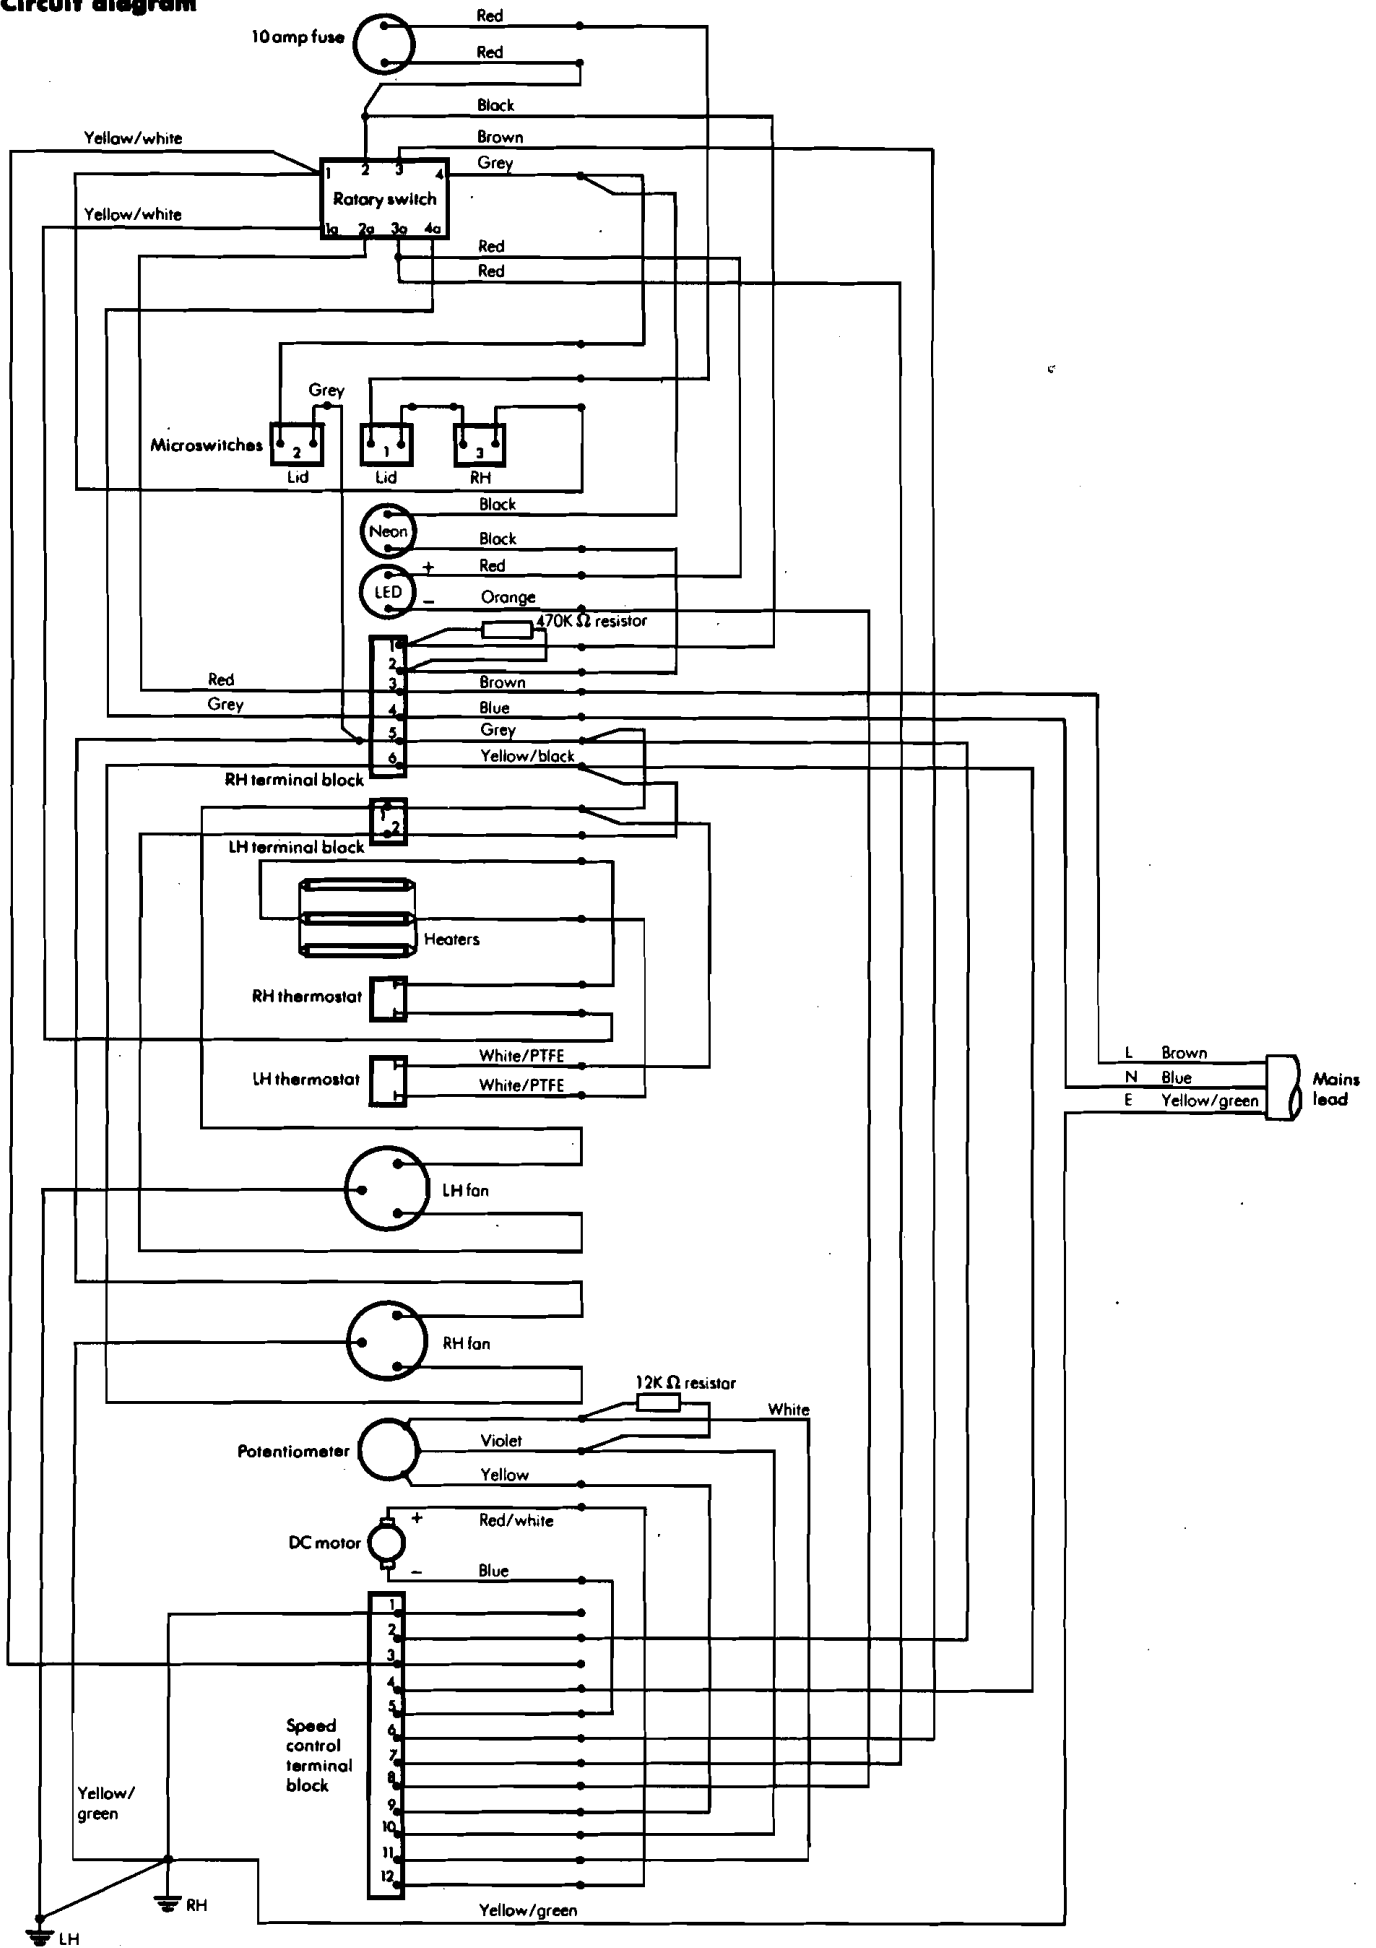 Circuit diagram
10 amp fuse
Red
Red
Black
Yellow/white
Brown
Grey
1 2 3 4
Rotary switch
Yellow/white
1a 2a 3a 4a
Red
Red
Grey
Microswitches
2 1 3
Lid Lid RH
Black
Neon
Black
+ Red
LED
− Orange
470K Ω resistor
1
2
Red 3 Brown
Grey 4 Blue
5 Grey
6 Yellow/black
RH terminal block
1
2
LH terminal block
Heaters
RH thermostat
White/PTFE
LH thermostat
White/PTFE
L Brown
N Blue
E Yellow/green
Mains
lead
LH fan
RH fan
12K Ω resistor
White
Potentiometer
Violet
Yellow
+ Red/white
DC motor
− Blue
1
2
3
4
5
6
7
8
9
10
11
12
Speed
control
terminal
block
Yellow/
green
RH
Yellow/green
LH